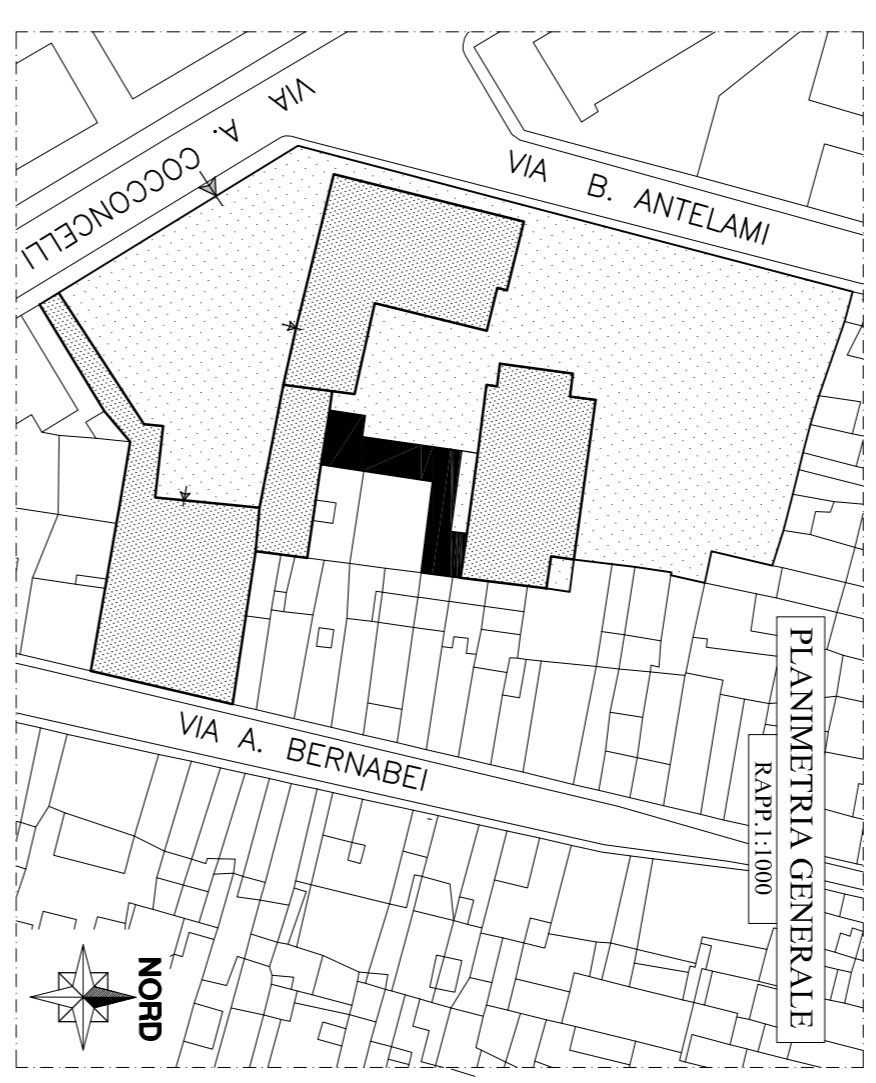 PLANIMETRIA GENERALE
RAPP.1:1000
VIA A. COCCONCELLI
VIA B. ANTELAMI
VIA A. BERNABEI
NORD